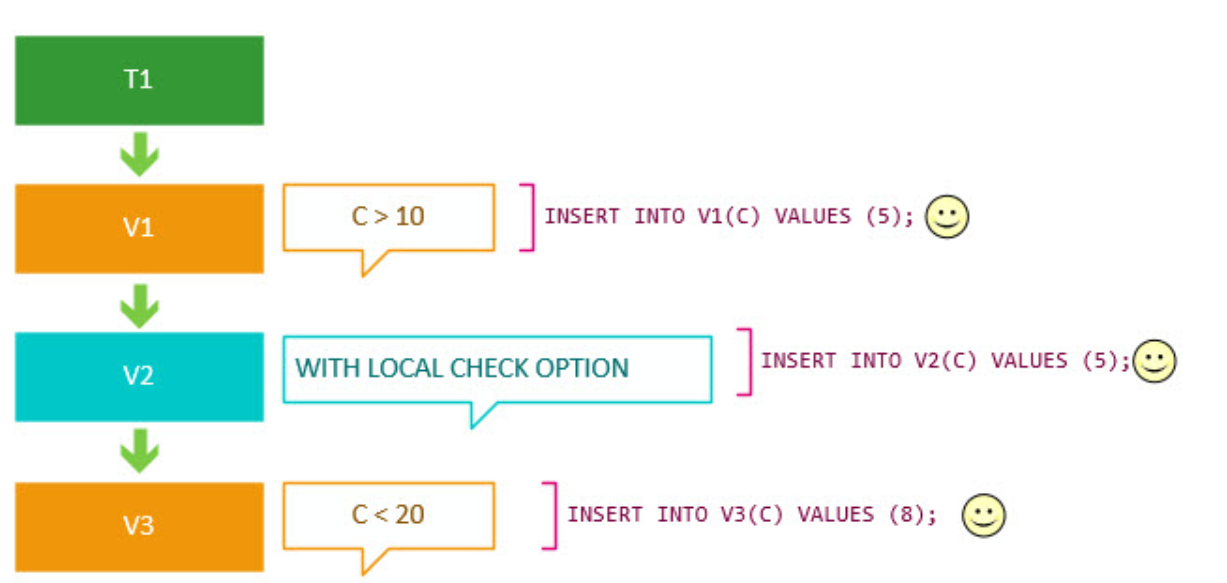 T1
V1
C > 10
INSERT INTO V1(C) VALUES (5);
V2
WITH LOCAL CHECK OPTION
INSERT INTO V2(C) VALUES (5);
V3
C < 20
INSERT INTO V3(C) VALUES (8);